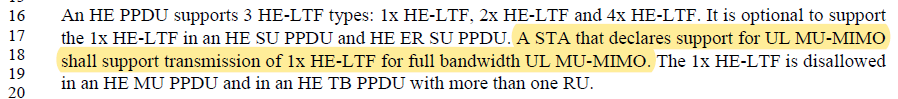 16 An HE PPDU supports 3 HE-LTF types: 1x HE-LTF, 2x HE-LTF and 4x HE-LTF. It is optional to support
17 the 1x HE-LTF in an HE SU PPDU and HE ER SU PPDU. A STA that declares support for UL MU-MIMO
18 shall support transmission of 1x HE-LTF for full bandwidth UL MU-MIMO. The 1x HE-LTF is disallowed
19 in an HE MU PPDU and in an HE TB PPDU with more than one RU.
20